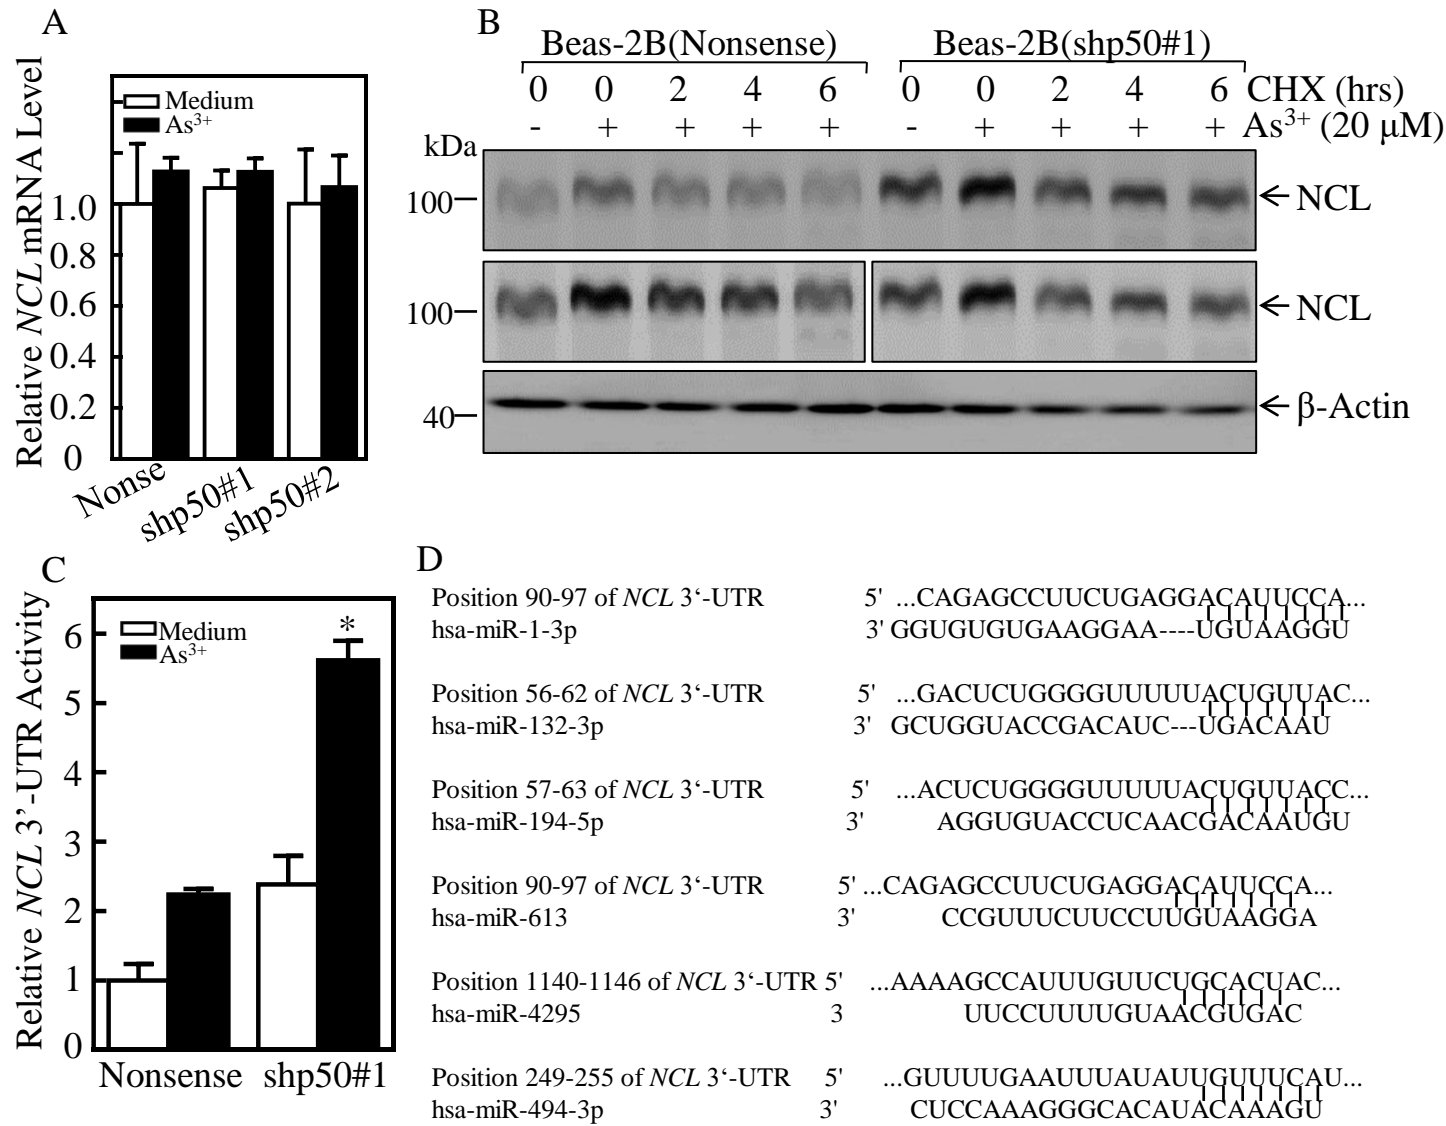 A
Relative NCL mRNA Level
Medium
As³⁺
1.0
0.8
0.6
0.4
0.2
0
Nonse
shp50#1
shp50#2
B
Beas-2B(Nonsense) Beas-2B(shp50#1)
0 0 2 4 6 0 0 2 4 6 CHX (hrs)
- + + + + - + + + + As³⁺ (20 μM)
kDa
100 NCL
100 NCL
40 β-Actin
C
Relative NCL 3’-UTR Activity
Medium
As³⁺
*
6
5
4
3
2
1
0
Nonsense shp50#1
D
Position 90-97 of NCL 3‘-UTR 5' ...CAGAGCCUUCUGAGGACAUUCCA...
hsa-miR-1-3p 3' GGUGUGUGAAGGAA----UGUAAGGU
Position 56-62 of NCL 3‘-UTR 5' ...GACUCUGGGGUUUUUACUGUUAC...
hsa-miR-132-3p 3' GCUGGUACCGACAUC---UGACAAU
Position 57-63 of NCL 3‘-UTR 5' ...ACUCUGGGGUUUUUACUGUUACC...
hsa-miR-194-5p 3' AGGUGUACCUCAACGACAAUGU
Position 90-97 of NCL 3‘-UTR 5' ...CAGAGCCUUCUGAGGACAUUCCA...
hsa-miR-613 3' CCGUUUCUUCCUUGUAAGGA
Position 1140-1146 of NCL 3‘-UTR 5' ...AAAAGCCAUUUGUUCUGCACUAC...
hsa-miR-4295 3 UUCCUUUUGUAACGUGAC
Position 249-255 of NCL 3‘-UTR 5' ...GUUUUGAAUUUAUAUUGUUUCAU...
hsa-miR-494-3p 3' CUCCAAAGGGCACAUACAAAGU